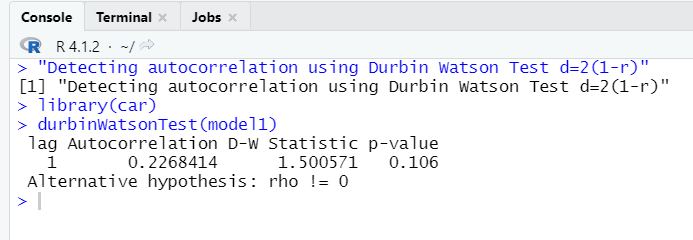 Console Terminal Jobs
R 4.1.2 · ~/
> "Detecting autocorrelation using Durbin Watson Test d=2(1-r)"
[1] "Detecting autocorrelation using Durbin Watson Test d=2(1-r)"
> library(car)
> durbinWatsonTest(model1)
lag Autocorrelation D-W Statistic p-value
1 0.2268414 1.500571 0.106
Alternative hypothesis: rho != 0
>